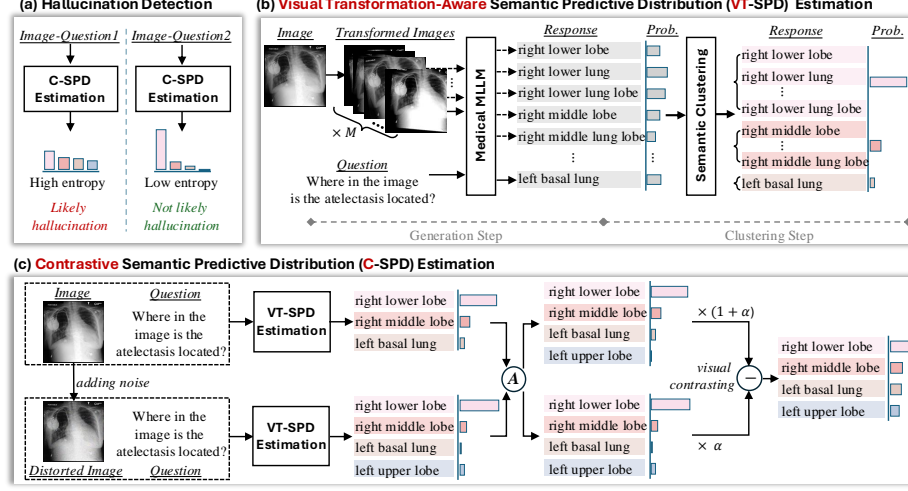 (a) Hallucination Detection
Image-Question1 Image-Question2
C-SPD
Estimation
C-SPD
Estimation
High entropy
Low entropy
Likely
hallucination
Not likely
hallucination
(b) Visual Transformation-Aware Semantic Predictive Distribution (VT-SPD) Estimation
Image
Transformed Images
× M
Question
Where in the image
is the atelectasis located?
Medical MLLM
Response Prob.
right lower lobe
right lower lung
right lower lung lobe
right middle lobe
right middle lung lobe
⋮
left basal lung
Semantic Clustering
Response Prob.
right lower lobe
right lower lung
⋮
right lower lung lobe
right middle lobe
⋮
right middle lung lobe
left basal lung
Generation Step
Clustering Step
(c) Contrastive Semantic Predictive Distribution (C-SPD) Estimation
Image Question
Where in the
image is the
atelectasis located?
adding noise
Where in the
image is the
atelectasis located?
Distorted Image Question
VT-SPD
Estimation
VT-SPD
Estimation
right lower lobe
right middle lobe
left basal lung
right lower lobe
right middle lobe
left basal lung
left upper lobe
A
right lower lobe
right middle lobe
left basal lung
left upper lobe
right lower lobe
right middle lobe
left basal lung
left upper lobe
× (1 + α)
visual
contrasting
−
× α
right lower lobe
right middle lobe
left basal lung
left upper lobe